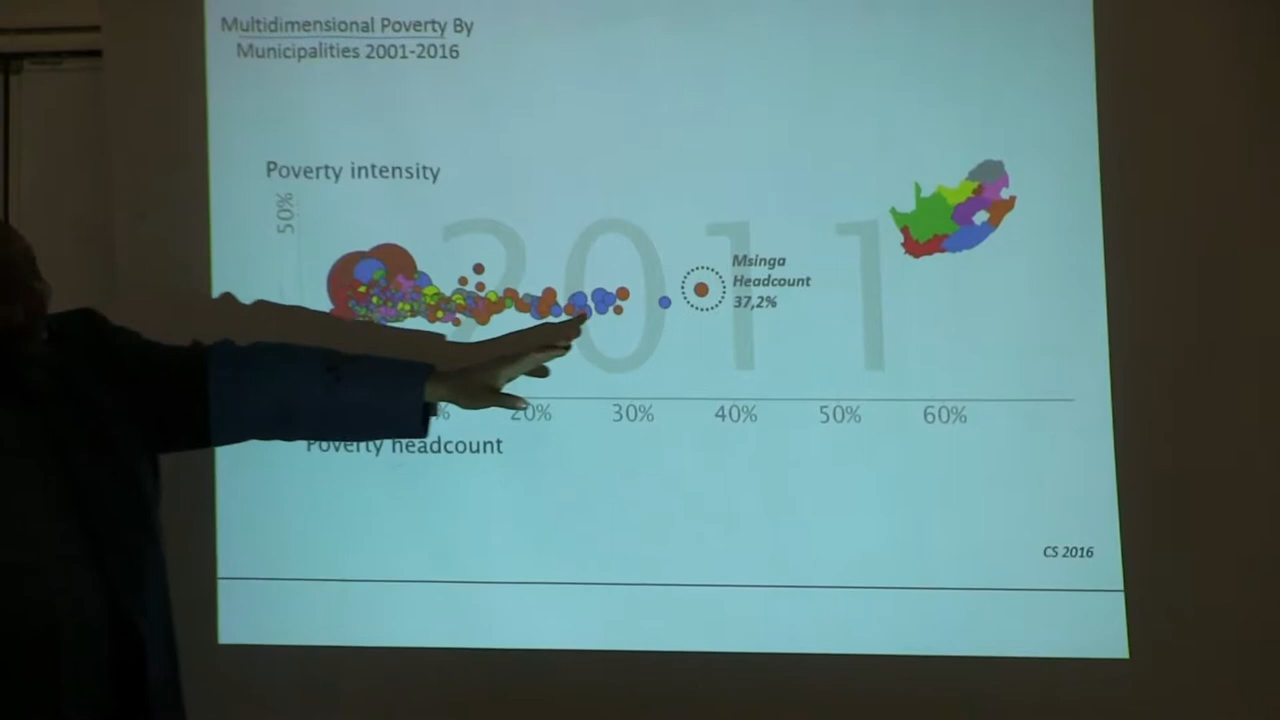 Multidimensional Poverty By
Municipalities 2001-2016
Poverty intensity
50%
2011
Msinga
Headcount
37,2%
% 20% 30% 40% 50% 60%
Poverty headcount
CS 2016